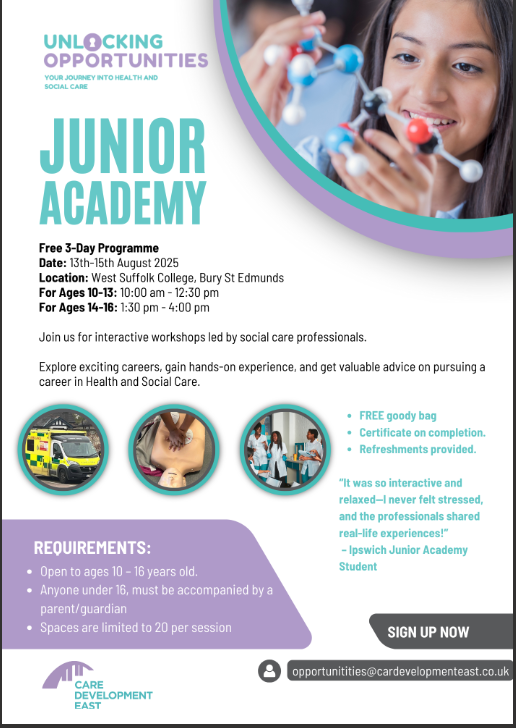 UNLOCKING
OPPORTUNITIES
YOUR JOURNEY INTO HEALTH AND
SOCIAL CARE
JUNIOR
ACADEMY
Free 3-Day Programme
Date: 13th-15th August 2025
Location: West Suffolk College, Bury St Edmunds
For Ages 10-13: 10:00 am - 12:30 pm
For Ages 14-16: 1:30 pm - 4:00 pm
Join us for interactive workshops led by social care professionals.
Explore exciting careers, gain hands-on experience, and get valuable advice on pursuing a
career in Health and Social Care.
• FREE goody bag
• Certificate on completion.
• Refreshments provided.
"It was so interactive and
relaxed—I never felt stressed,
and the professionals shared
real-life experiences!"
– Ipswich Junior Academy
Student
REQUIREMENTS:
• Open to ages 10 – 16 years old.
• Anyone under 16, must be accompanied by a
parent/guardian
• Spaces are limited to 20 per session
SIGN UP NOW
opportunitities@cardevelopmenteast.co.uk
CARE
DEVELOPMENT
EAST